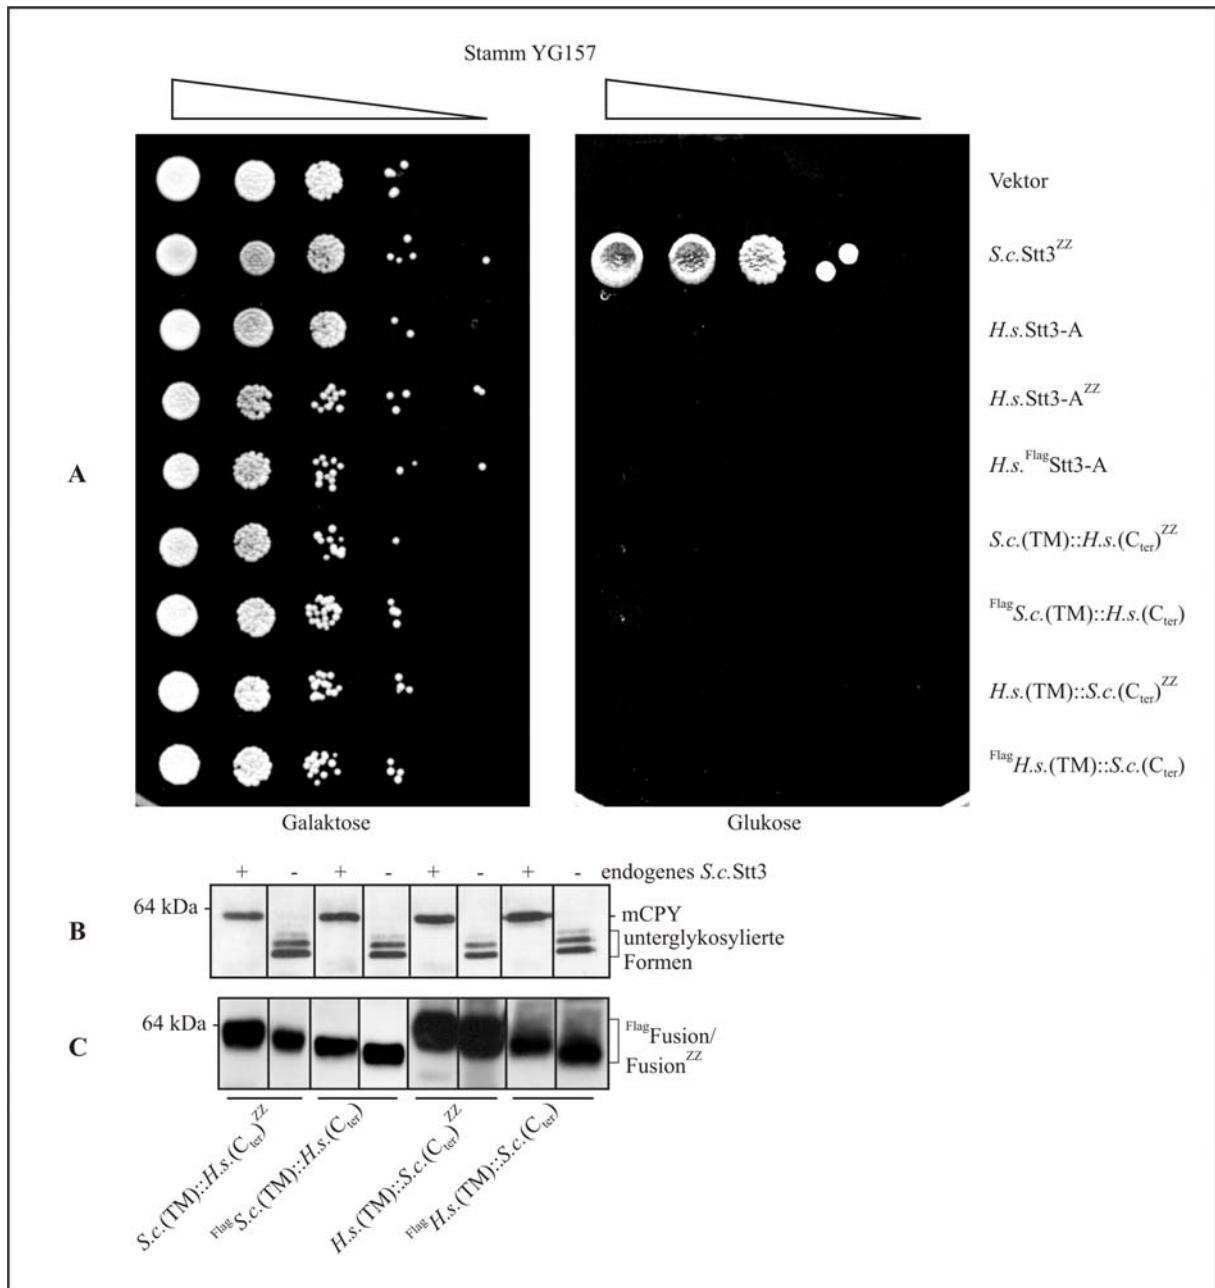 Stamm YG157
Vektor
S.c.Stt3ZZ
H.s.Stt3-A
H.s.Stt3-AZZ
H.s.FlagStt3-A
S.c.(TM)::H.s.(Cter)ZZ
FlagS.c.(TM)::H.s.(Cter)
H.s.(TM)::S.c.(Cter)ZZ
FlagH.s.(TM)::S.c.(Cter)
A
Galaktose
Glukose
+ - + - + - + - endogenes S.c.Stt3
64 kDa
mCPY
B
unterglykosylierte
Formen
64 kDa
FlagFusion/
FusionZZ
C
S.c.(TM)::H.s.(Cter)ZZ
FlagS.c.(TM)::H.s.(Cter)
H.s.(TM)::S.c.(Cter)ZZ
FlagH.s.(TM)::S.c.(Cter)